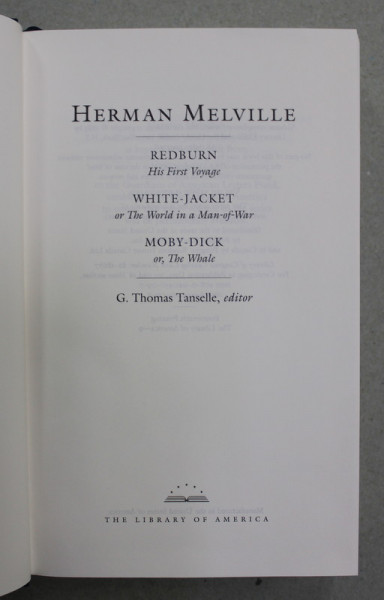 HERMAN MELVILLE
REDBURN
His First Voyage
WHITE-JACKET
or The World in a Man-of-War
MOBY-DICK
or, The Whale
G. Thomas Tanselle, editor
THE LIBRARY OF AMERICA